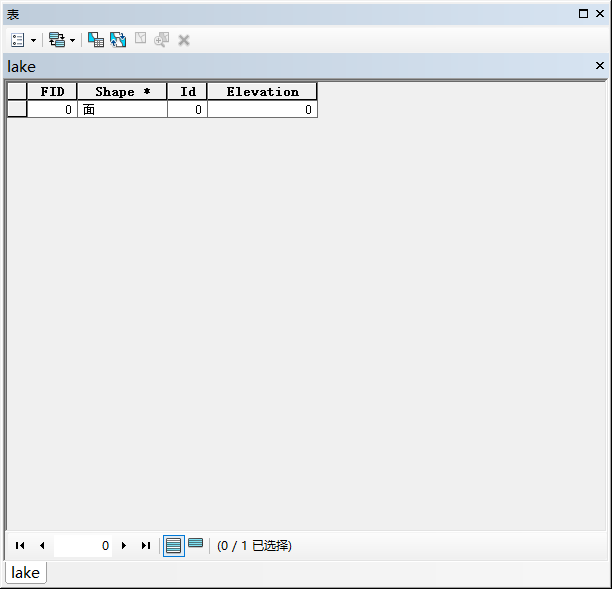 表
lake
FID Shape * Id Elevation
0 面 0 0
0 (0 / 1 已选择)
lake